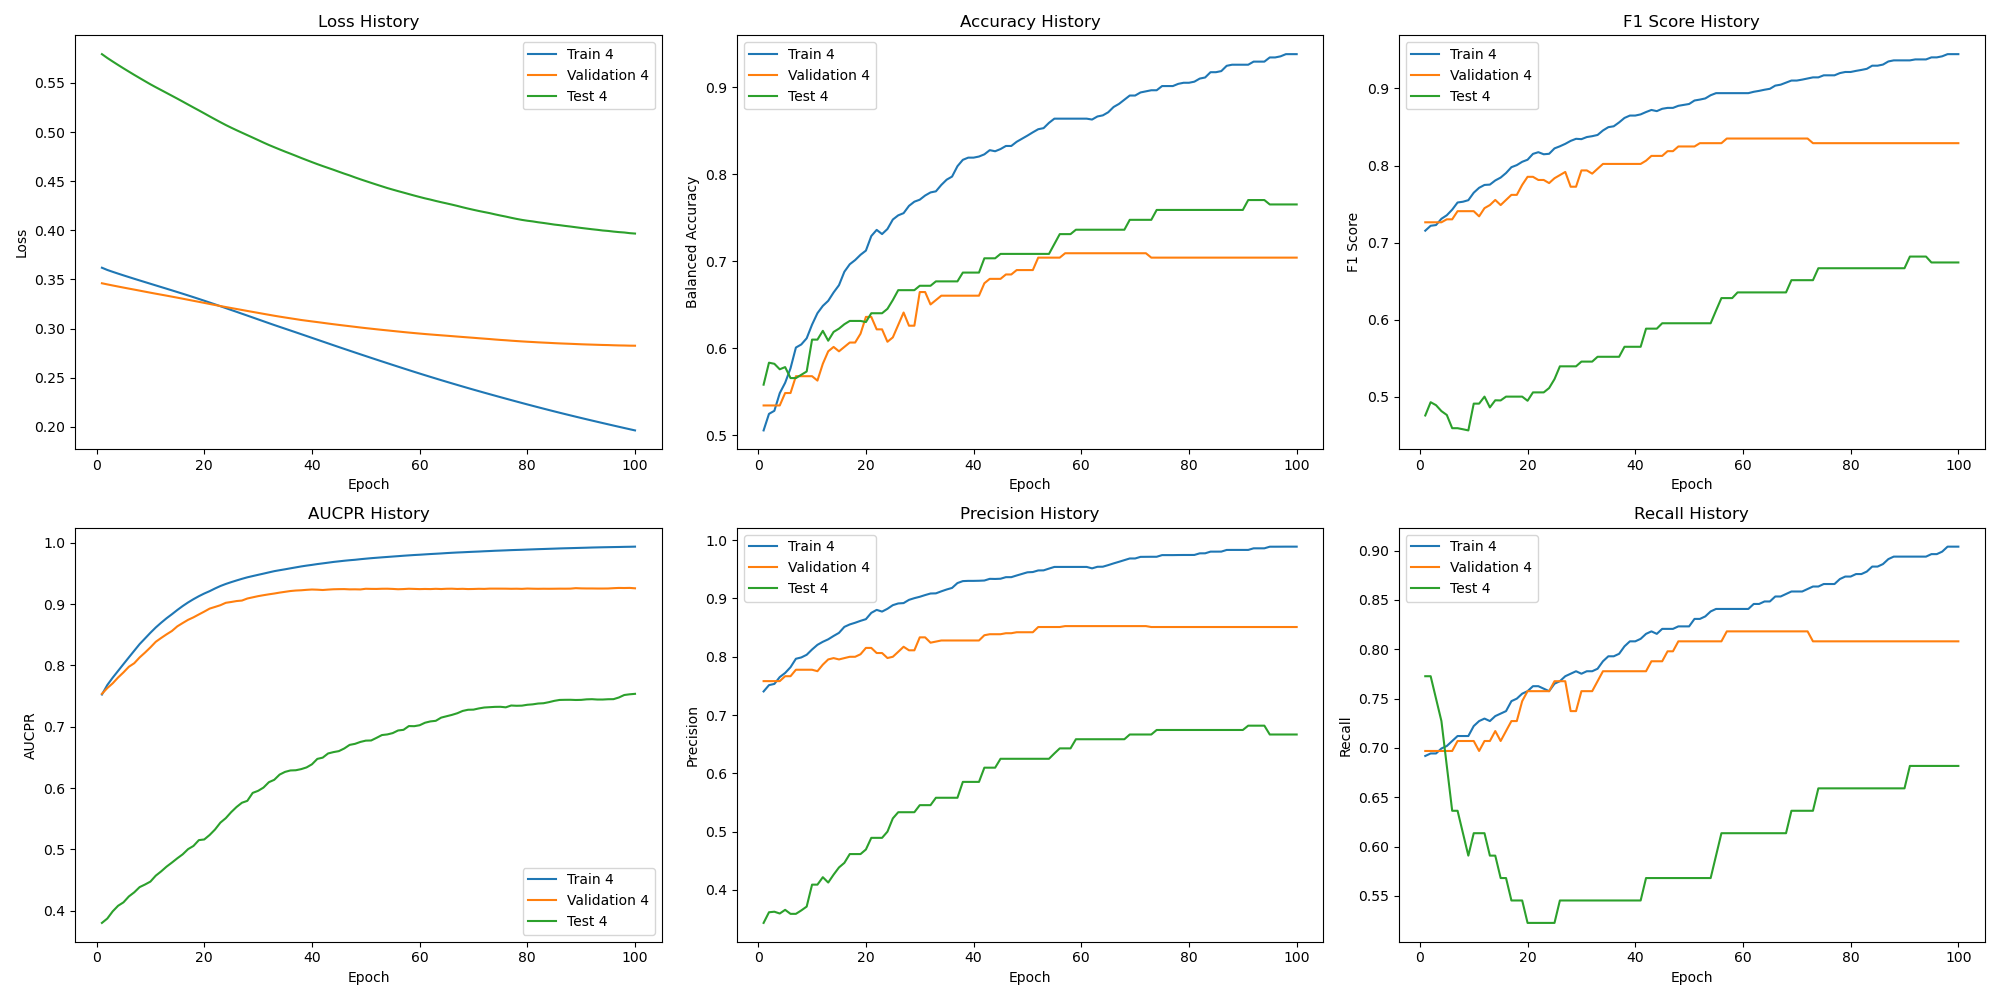 Loss History
Train 4
Validation 4
Test 4
0.55
0.50
0.45
0.40
0.35
0.30
0.25
0.20
Loss
0 20 40 60 80 100
Epoch
Accuracy History
Train 4
Validation 4
Test 4
0.9
0.8
0.7
0.6
0.5
Balanced Accuracy
0 20 40 60 80 100
Epoch
F1 Score History
Train 4
Validation 4
Test 4
0.9
0.8
0.7
0.6
0.5
F1 Score
0 20 40 60 80 100
Epoch
AUCPR History
1.0
0.9
0.8
0.7
0.6
0.5
0.4
AUCPR
Train 4
Validation 4
Test 4
0 20 40 60 80 100
Epoch
Precision History
Train 4
Validation 4
Test 4
1.0
0.9
0.8
0.7
0.6
0.5
0.4
Precision
0 20 40 60 80 100
Epoch
Recall History
Train 4
Validation 4
Test 4
0.90
0.85
0.80
0.75
0.70
0.65
0.60
0.55
Recall
0 20 40 60 80 100
Epoch